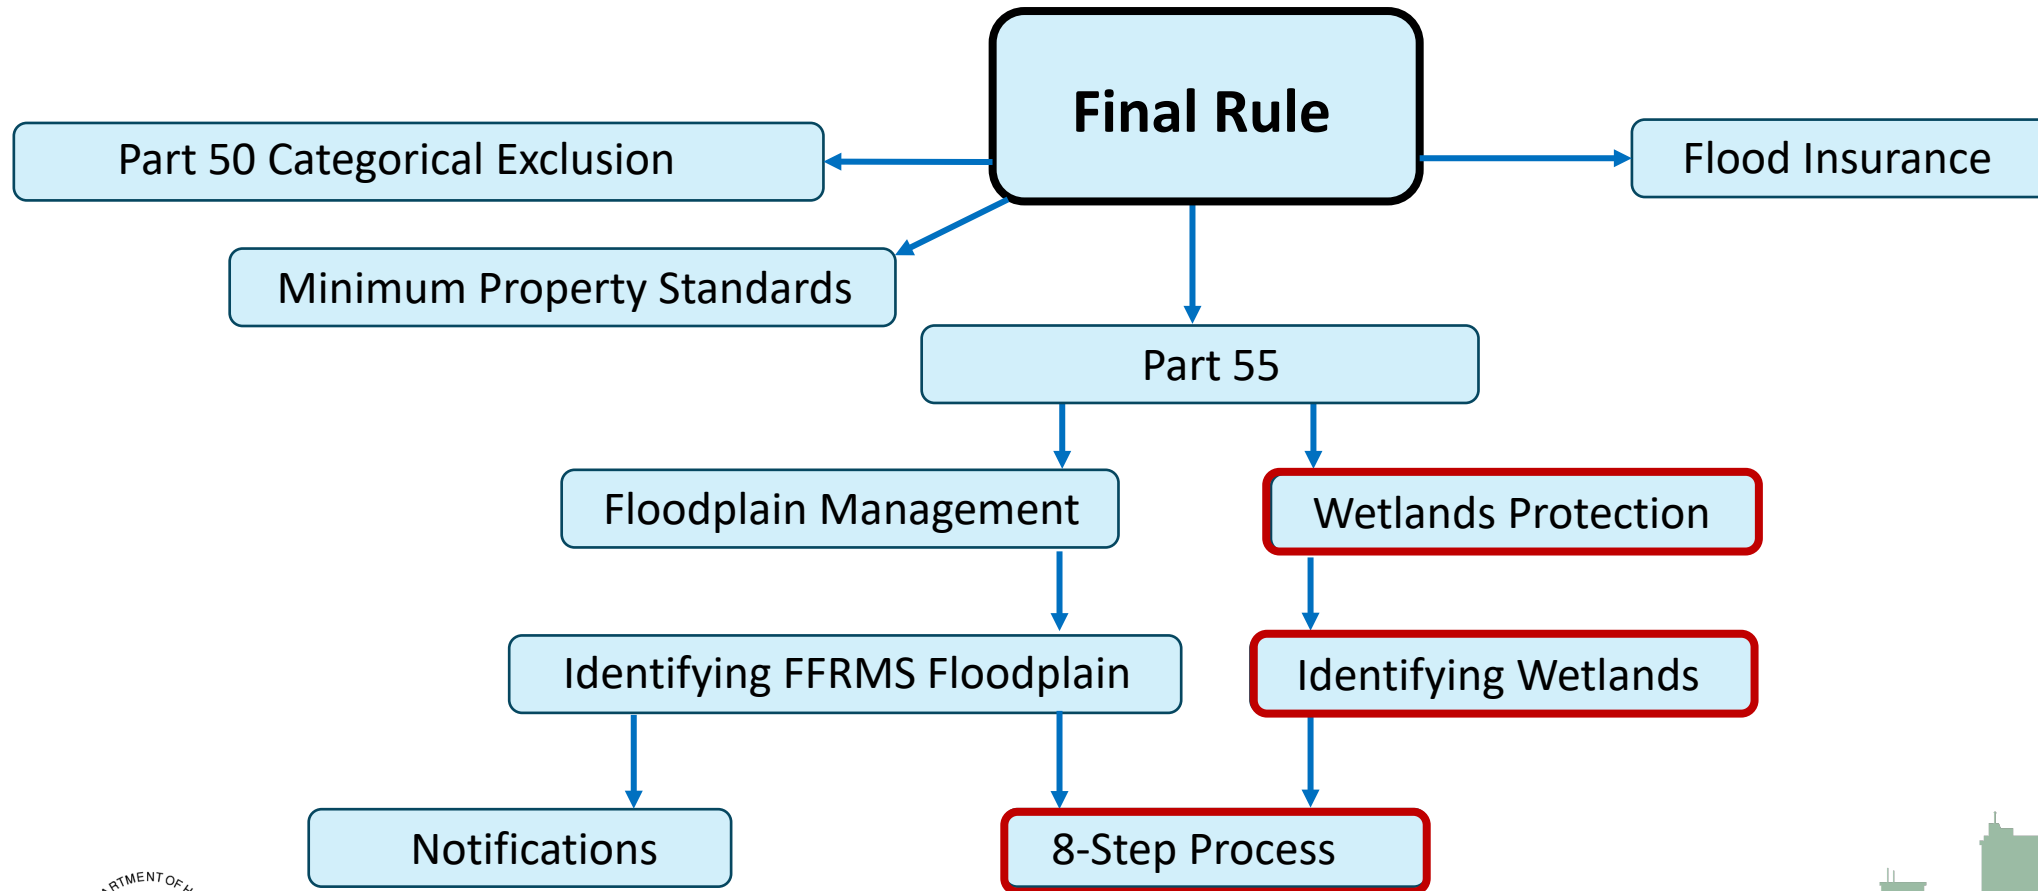 Final Rule
Part 50 Categorical Exclusion
Flood Insurance
Minimum Property Standards
Part 55
Floodplain Management
Wetlands Protection
Identifying FFRMS Floodplain
Identifying Wetlands
Notifications
8-Step Process